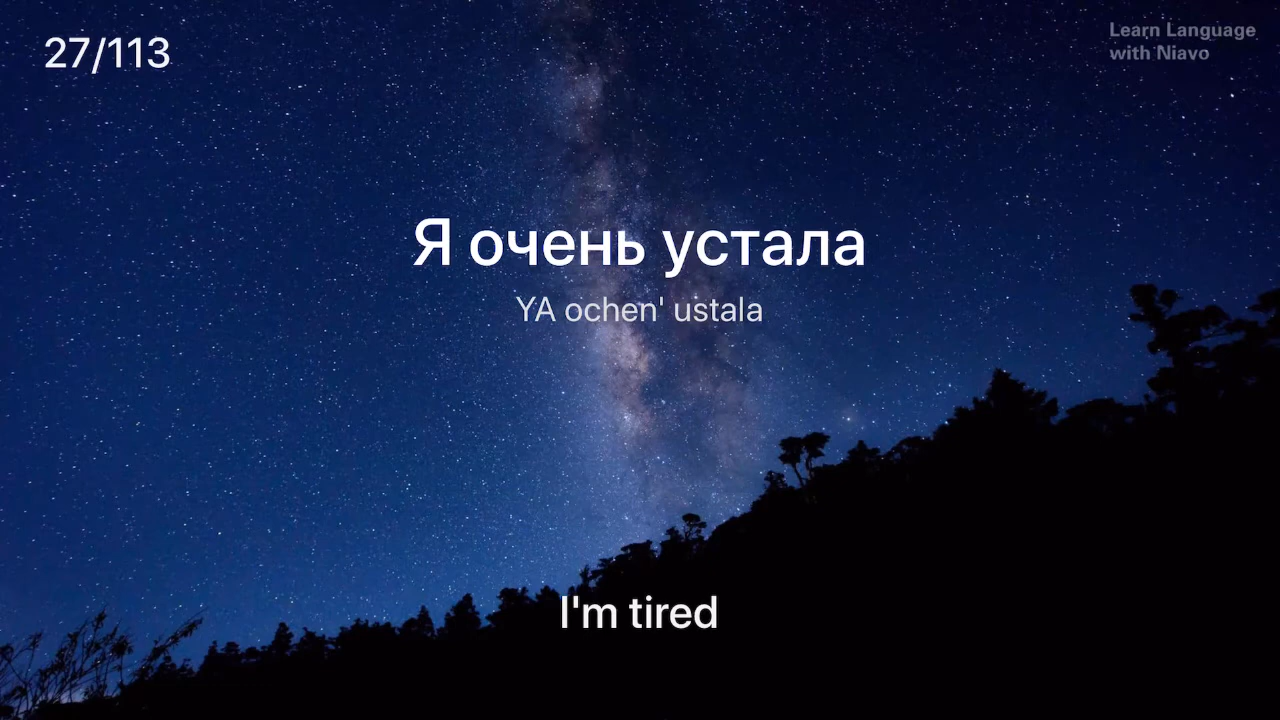 27/113
Learn Language
with Niavo
Я очень устала
YA ochen' ustala
I'm tired